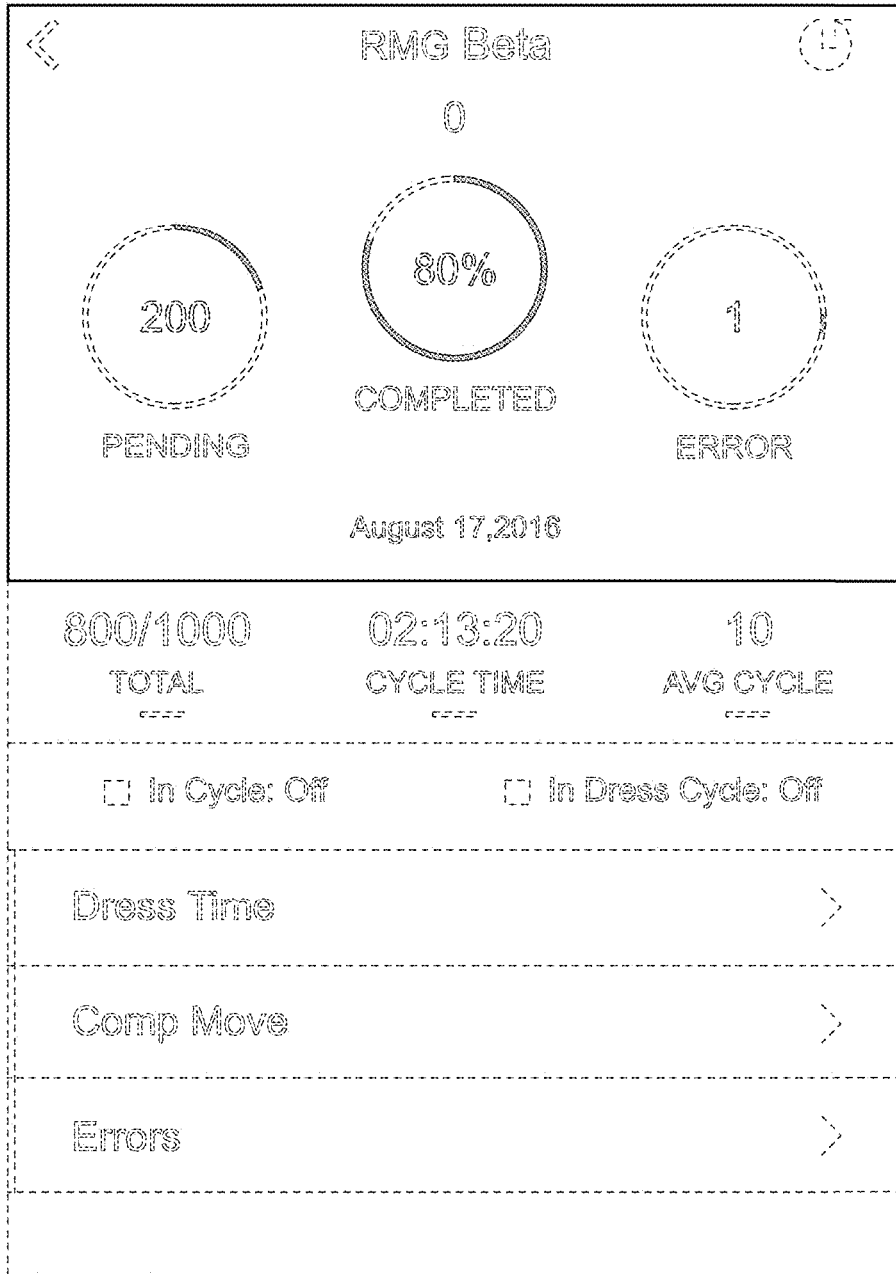 RMG Beta
0
200
80%
1
PENDING
COMPLETED
ERROR
August 17,2016
800/1000
02:13:20
10
TOTAL
CYCLE TIME
AVG CYCLE
In Cycle: Off
In Dress Cycle: Off
Dress Time
Comp Move
Errors